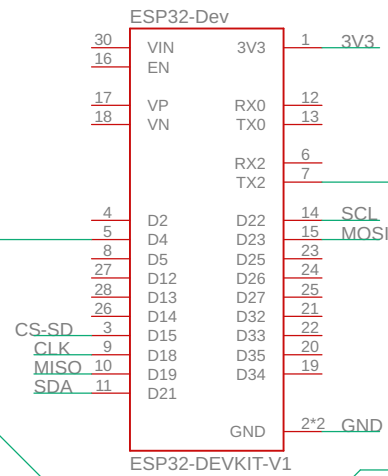 ESP32-Dev
30 VIN 3V3 1 3V3
16 EN
17 VP RX0 12
18 VN TX0 13
RX2 6
TX2 7
4 D2 D22 14 SCL
5 D4 D23 15 MOSI
8 D5 D25 23
27 D12 D26 24
28 D13 D27 25
26 D14 D32 21
CS-SD 3 D15 D33 22
CLK 9 D18 D35 20
MISO 10 D19 D34 19
SDA 11 D21
GND 2*2 GND
ESP32-DEVKIT-V1